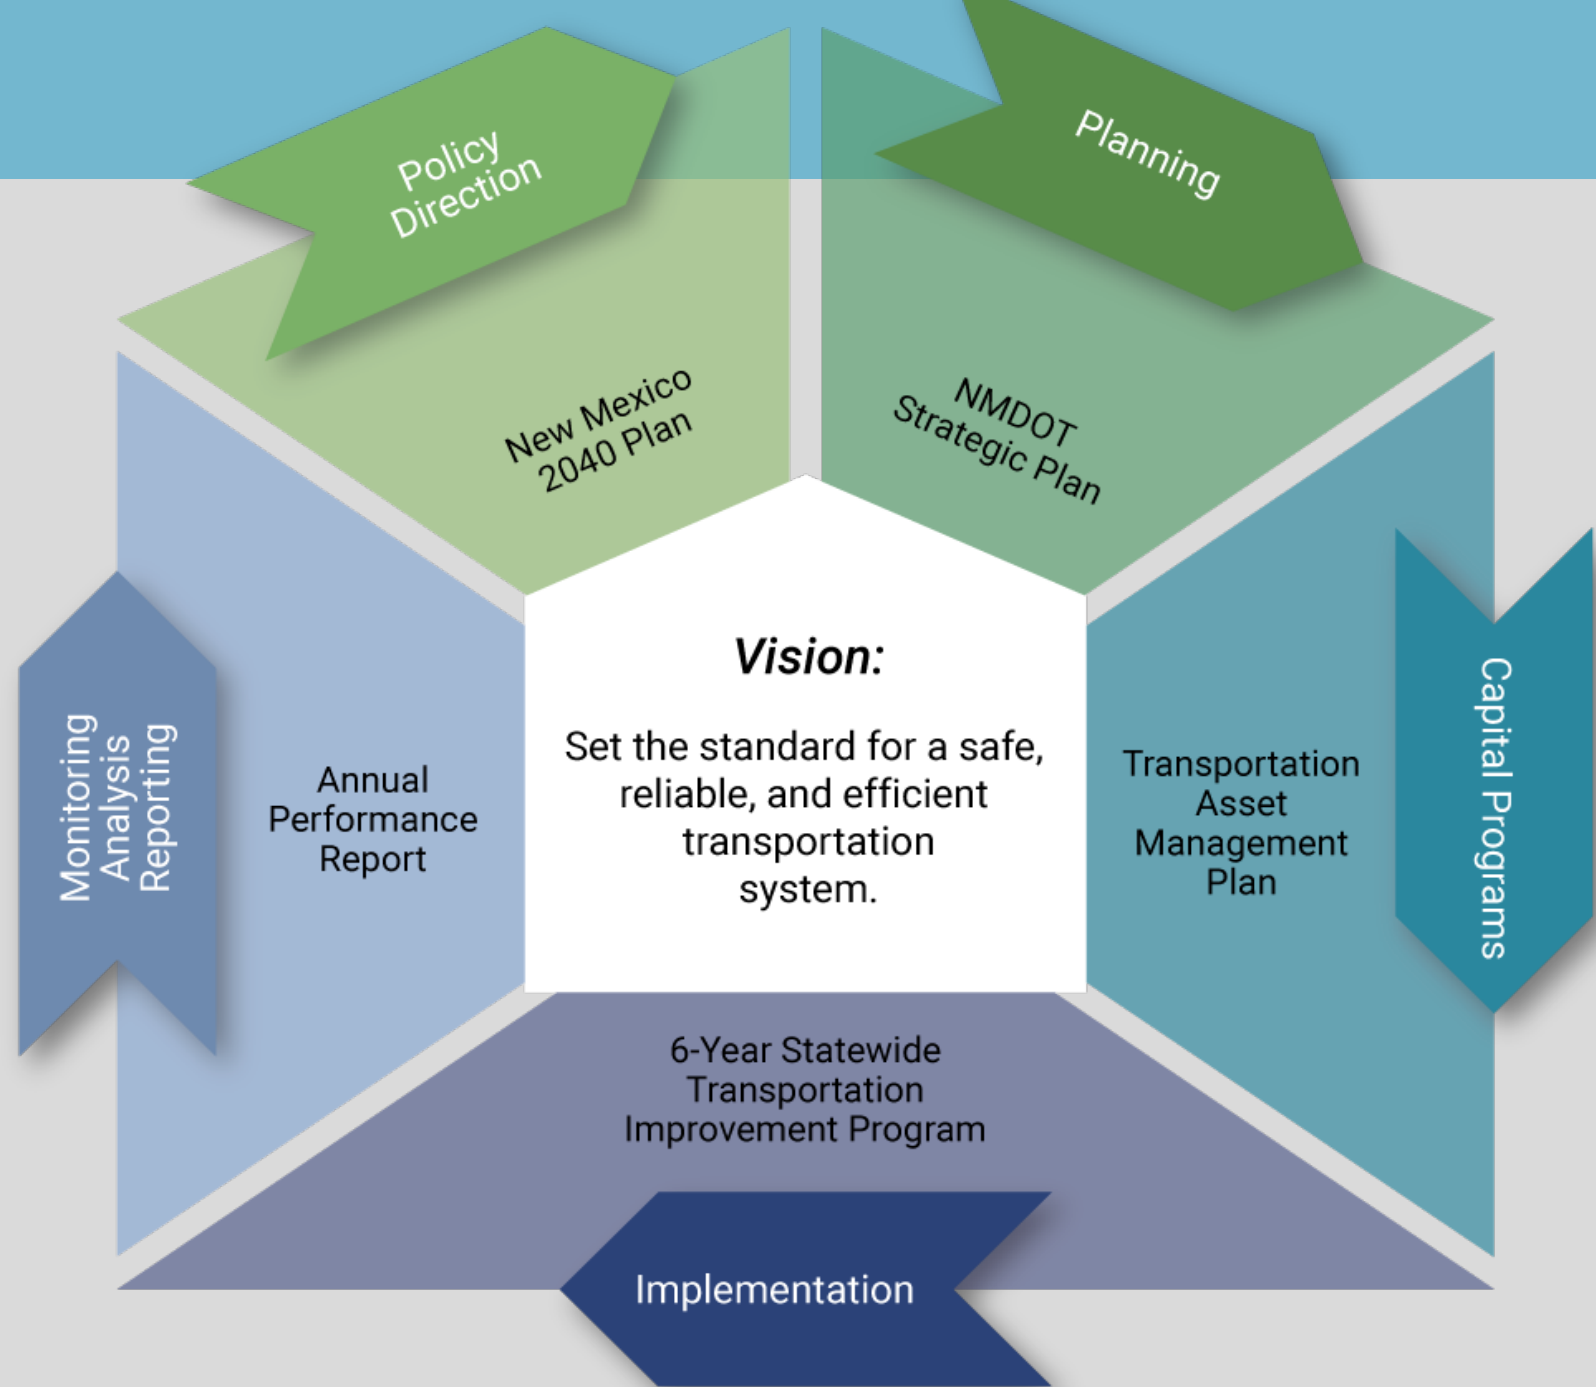 Policy
Direction
Planning
New Mexico
2040 Plan
NMDOT
Strategic Plan
Vision:
Set the standard for a safe,
reliable, and efficient
transportation
system.
Monitoring
Analysis
Reporting
Annual
Performance
Report
Transportation
Asset
Management
Plan
Capital Programs
6-Year Statewide
Transportation
Improvement Program
Implementation